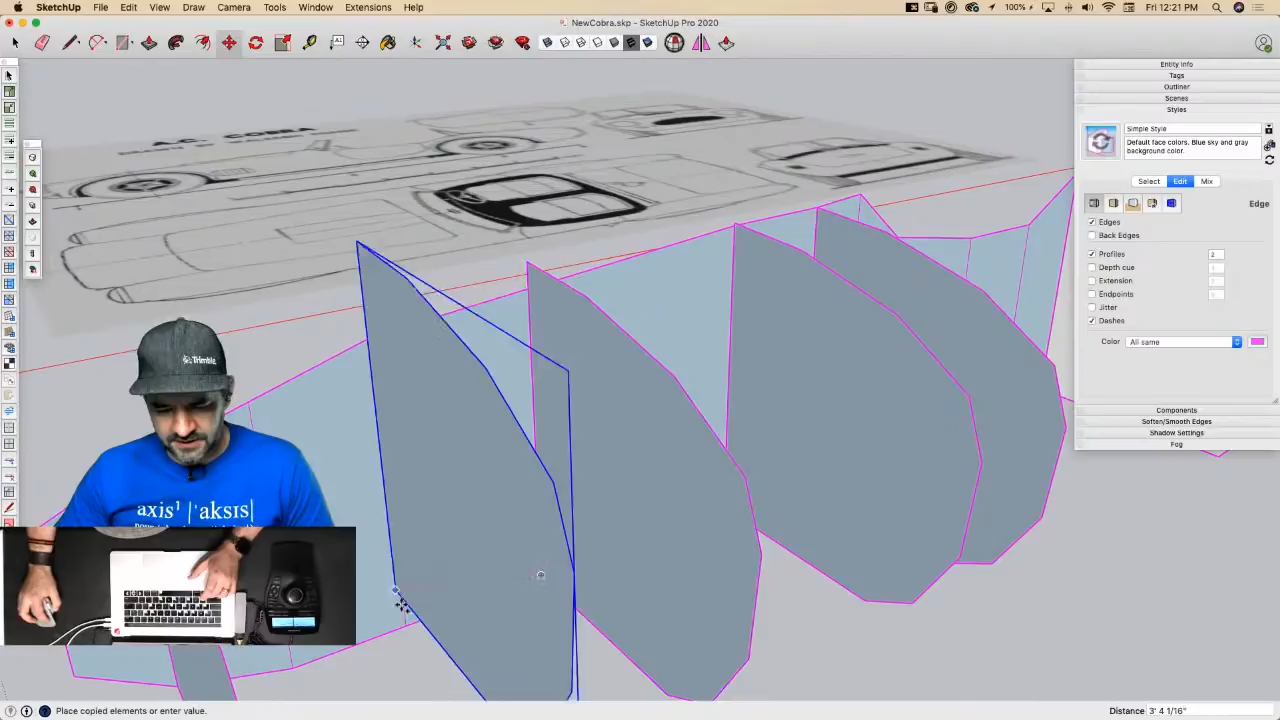 SketchUp File Edit View Draw Camera Tools Window Extensions Help
100% Fri 12:21 PM
NewCobra.skp - SketchUp Pro 2020
Entity Info
Tags
Outliner
Scenes
Styles
Simple Style
Default face colors. Blue sky and gray
background color.
Select Edit Mix
Edge
Edges
Back Edges
Profiles 2
Depth cue
Extension
Endpoints
Jitter
Dashes
Color All same
Components
Soften/Smooth Edges
Shadow Settings
Fog
A.C. COBRA
Trimble
axis¹ |ˈaksɪs|
Place copied elements or enter value.
Distance 3' 4 1/16"